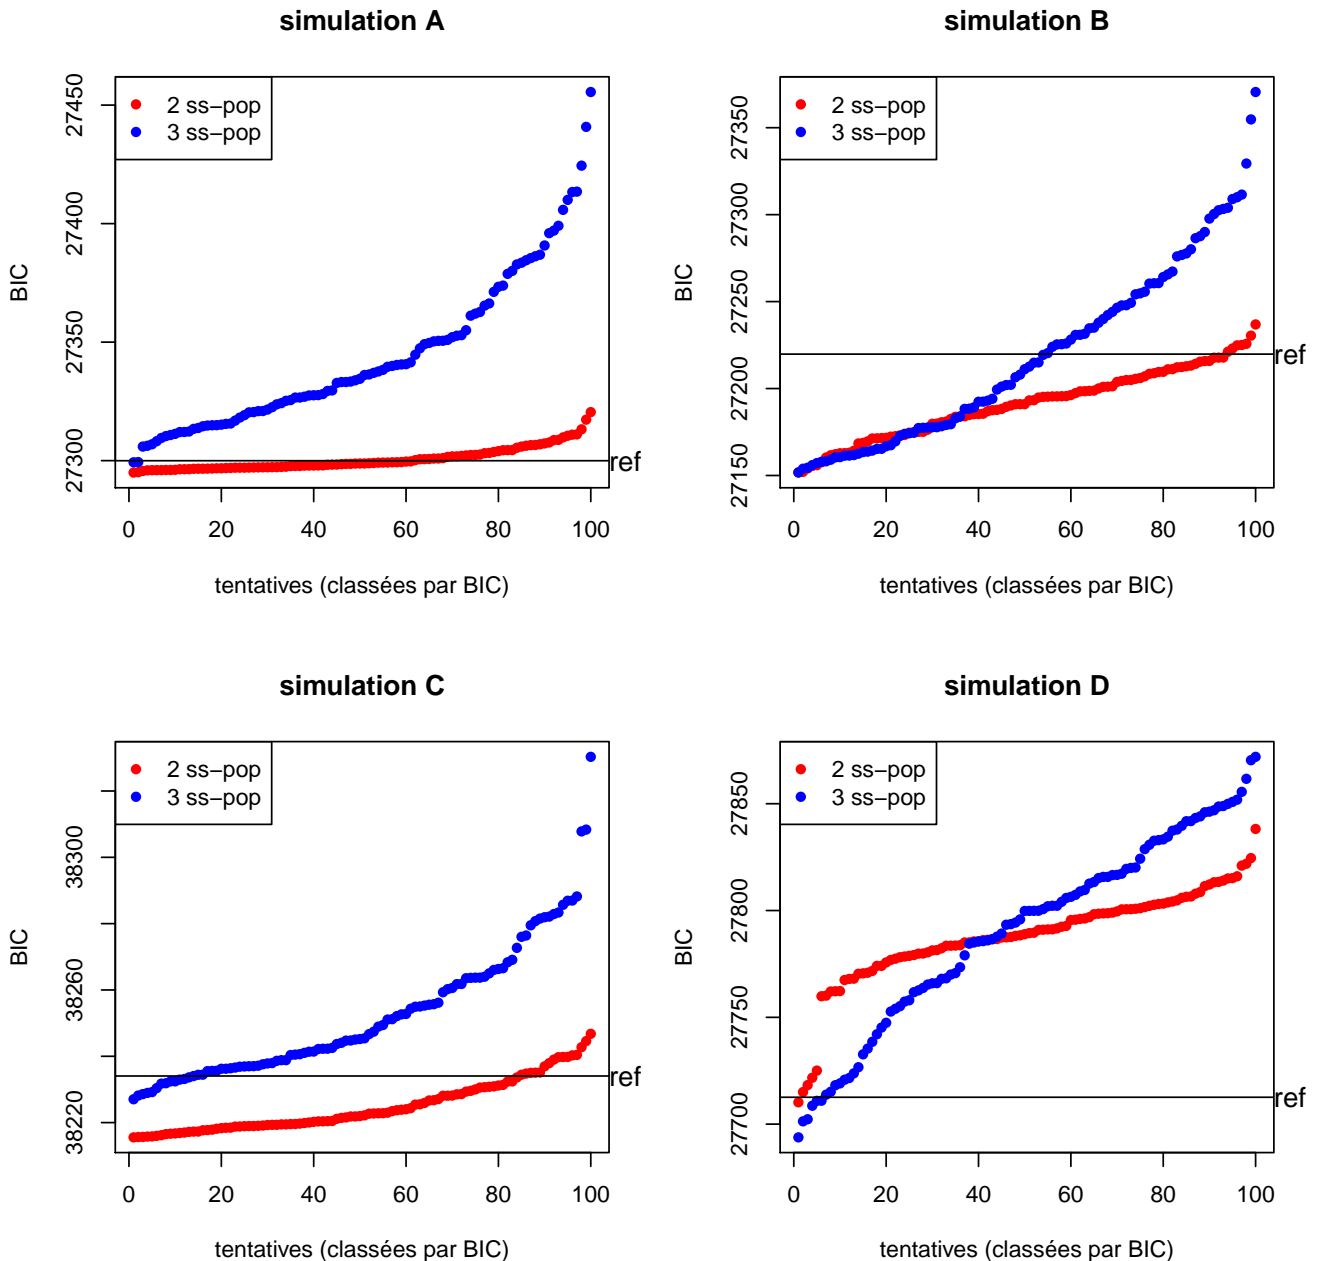 simulation A
27450
27400
27350
27300
BIC
2 ss-pop
3 ss-pop
ref
0 20 40 60 80 100
tentatives (classées par BIC)
simulation B
27350
27300
27250
27200
27150
BIC
2 ss-pop
3 ss-pop
ref
0 20 40 60 80 100
tentatives (classées par BIC)
simulation C
38300
38260
38220
BIC
2 ss-pop
3 ss-pop
ref
0 20 40 60 80 100
tentatives (classées par BIC)
simulation D
27850
27800
27750
27700
BIC
2 ss-pop
3 ss-pop
ref
0 20 40 60 80 100
tentatives (classées par BIC)